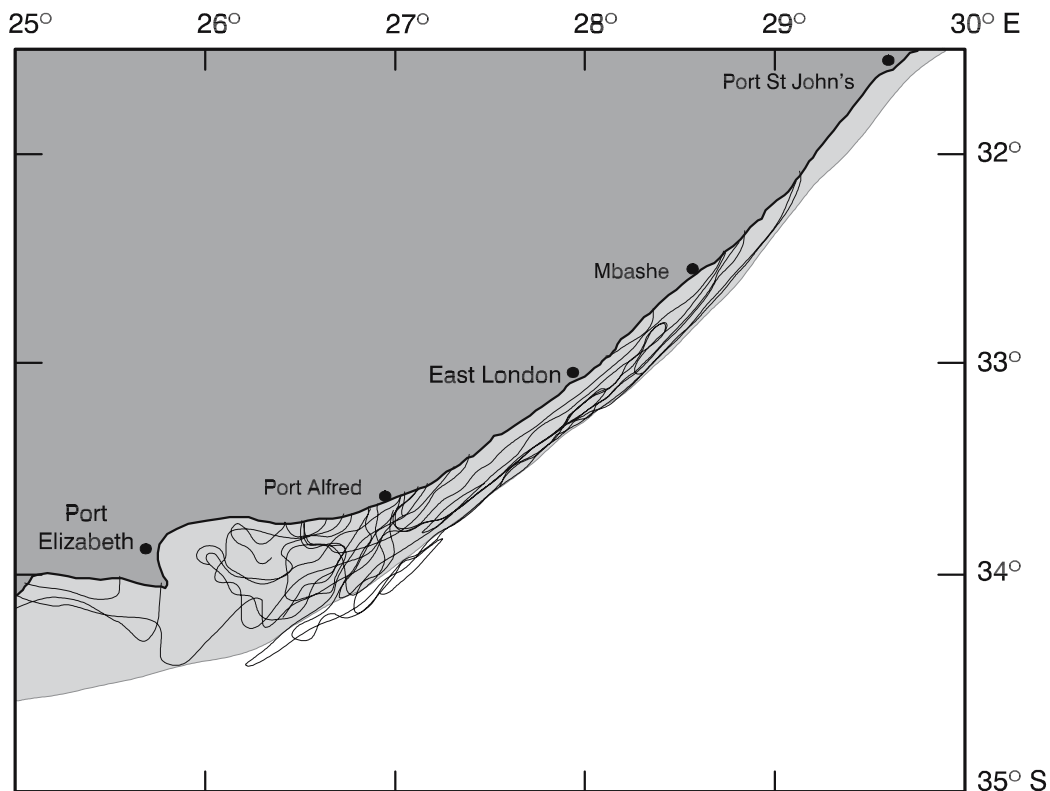 25° 26° 27° 28° 29° 30° E
Port St John's
32°
Mbashe
33°
East London
Port Alfred
Port
Elizabeth
34°
35° S